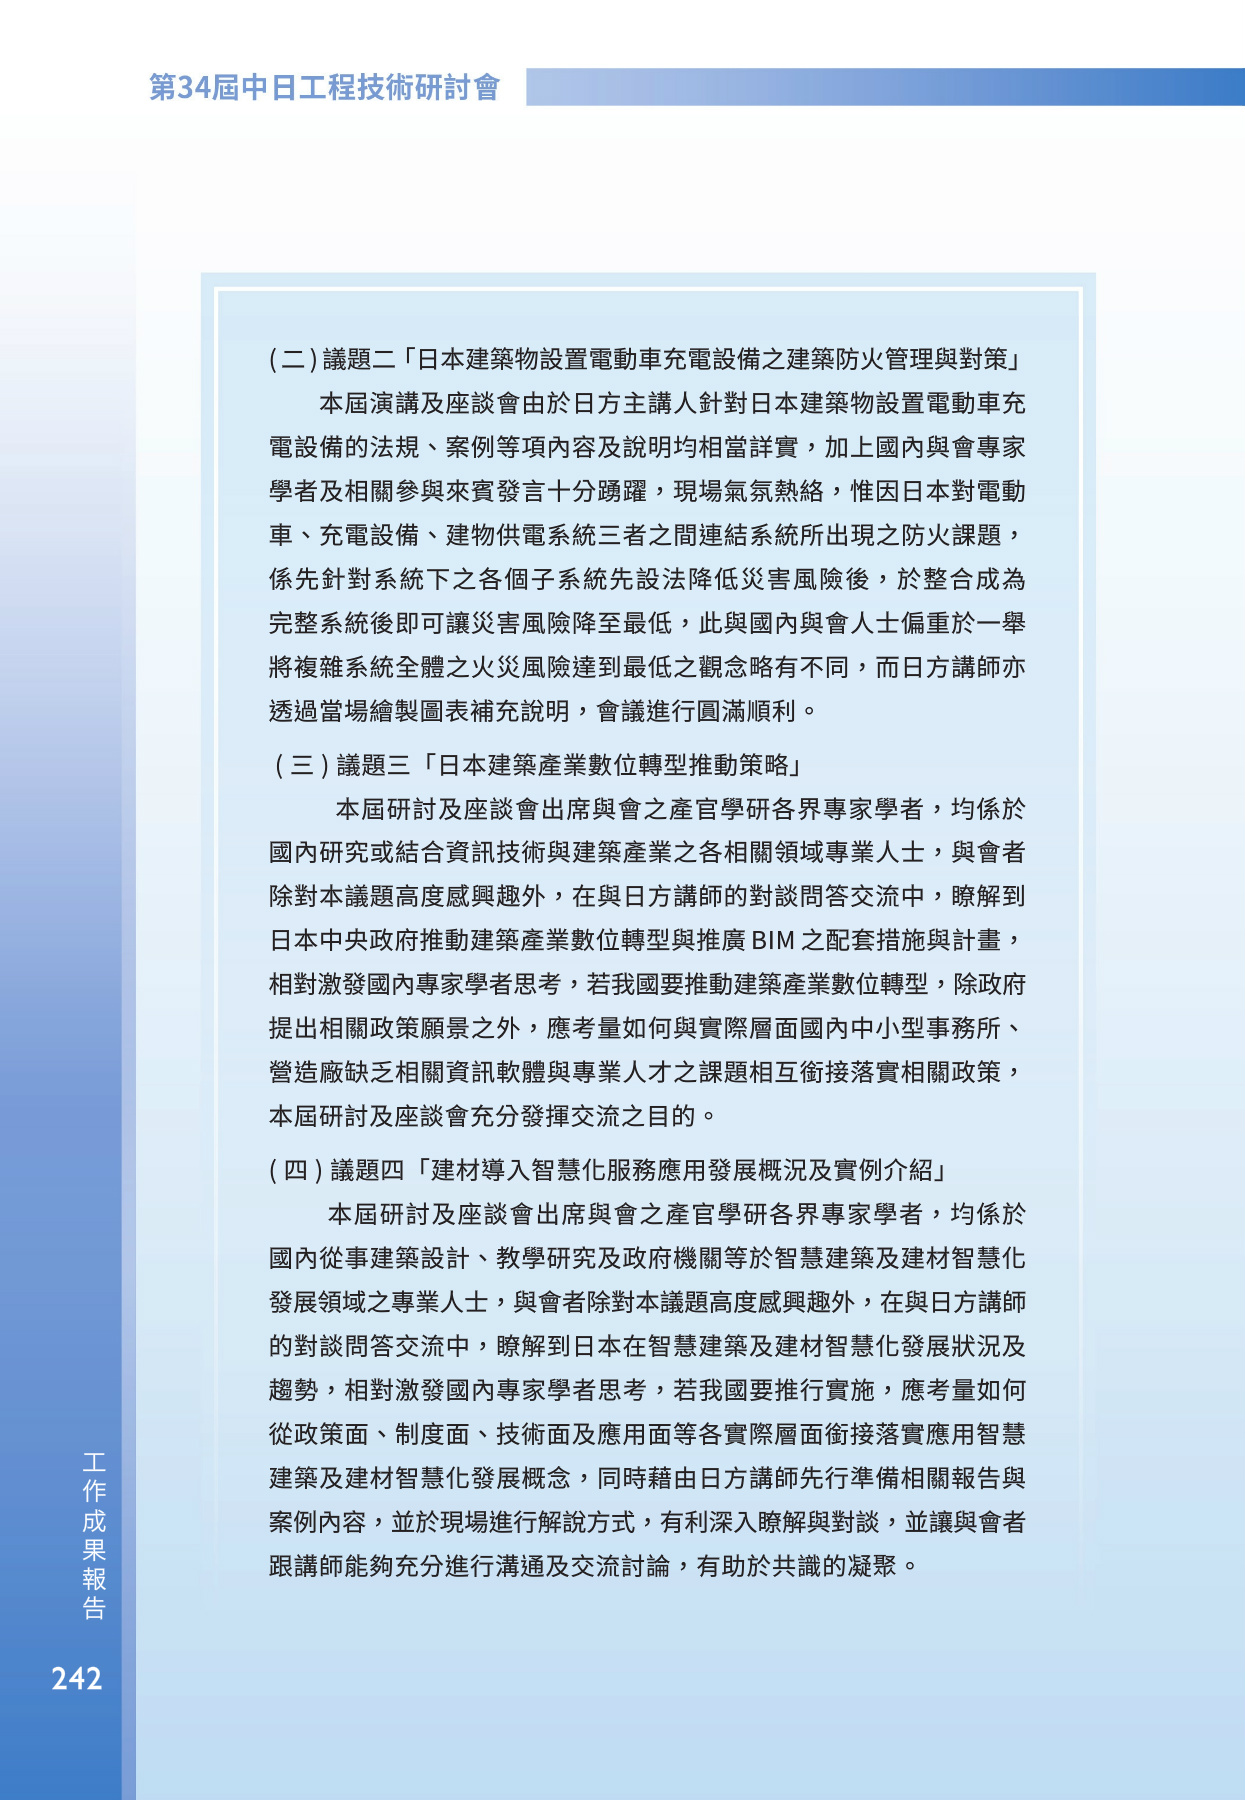 第34屆中日工程技術研討會
(二)議題二「日本建築物設置電動車充電設備之建築防火管理與對策」
本屆演講及座談會由於日方主講人針對日本建築物設置電動車充
電設備的法規、案例等項內容及說明均相當詳實，加上國內與會專家
學者及相關參與來賓發言十分踴躍，現場氣氛熱絡，惟因日本對電動
車、充電設備、建物供電系統三者之間連結系統所出現之防火課題，
係先針對系統下之各個子系統先設法降低災害風險後，於整合成為
完整系統後即可讓災害風險降至最低，此與國內與會人士偏重於一舉
將複雜系統全體之火災風險達到最低之觀念略有不同，而日方講師亦
透過當場繪製圖表補充說明，會議進行圓滿順利。
(三)議題三「日本建築產業數位轉型推動策略」
本屆研討及座談會出席與會之產官學研各界專家學者，均係於
國內研究或結合資訊技術與建築產業之各相關領域專業人士，與會者
除對本議題高度感興趣外，在與日方講師的對談問答交流中，瞭解到
日本中央政府推動建築產業數位轉型與推廣 BIM 之配套措施與計畫，
相對激發國內專家學者思考，若我國要推動建築產業數位轉型，除政府
提出相關政策願景之外，應考量如何與實際層面國內中小型事務所、
營造廠缺乏相關資訊軟體與專業人才之課題相互銜接落實相關政策，
本屆研討及座談會充分發揮交流之目的。
(四)議題四「建材導入智慧化服務應用發展概況及實例介紹」
本屆研討及座談會出席與會之產官學研各界專家學者，均係於
國內從事建築設計、教學研究及政府機關等於智慧建築及建材智慧化
發展領域之專業人士，與會者除對本議題高度感興趣外，在與日方講師
的對談問答交流中，瞭解到日本在智慧建築及建材智慧化發展狀況及
趨勢，相對激發國內專家學者思考，若我國要推行實施，應考量如何
從政策面、制度面、技術面及應用面等各實際層面銜接落實應用智慧
建築及建材智慧化發展概念，同時藉由日方講師先行準備相關報告與
案例內容，並於現場進行解說方式，有利深入瞭解與對談，並讓與會者
跟講師能夠充分進行溝通及交流討論，有助於共識的凝聚。
工作成果報告
242